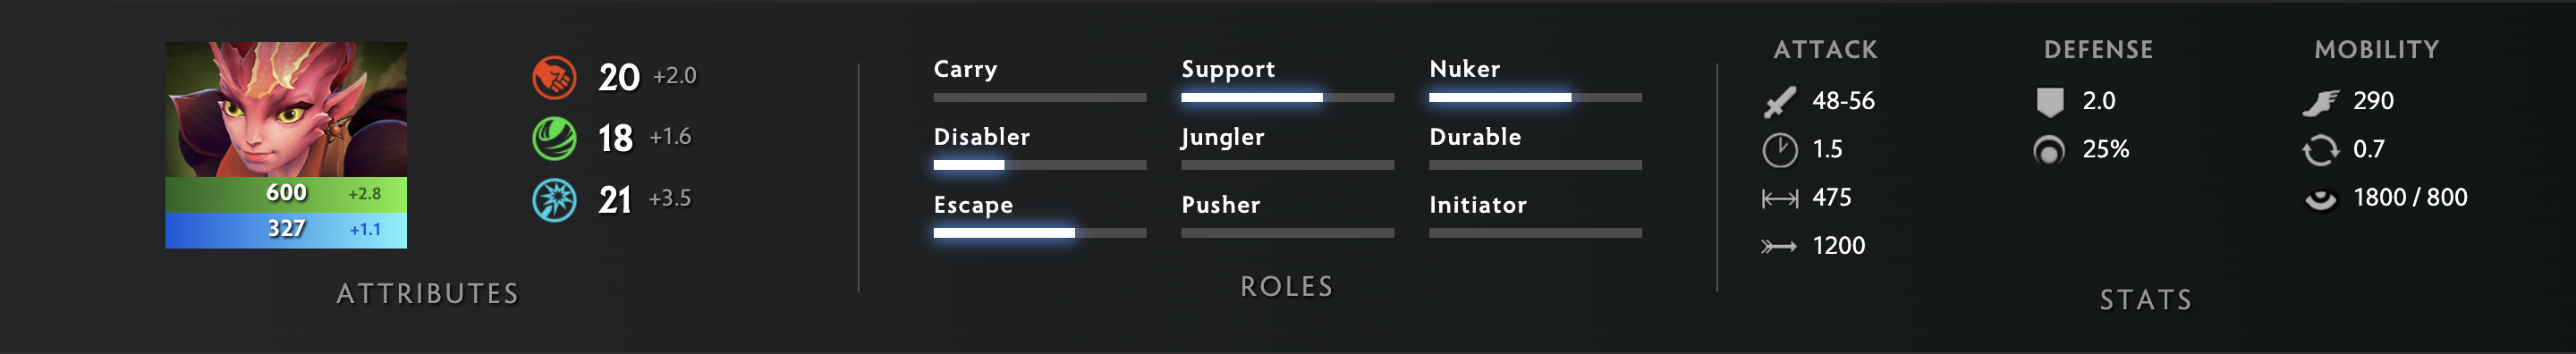 600 +2.8
327 +1.1
20 +2.0
18 +1.6
21 +3.5
ATTRIBUTES
Carry Support Nuker
Disabler Jungler Durable
Escape Pusher Initiator
ROLES
ATTACK DEFENSE MOBILITY
48-56 2.0 290
1.5 25% 0.7
475 1800 / 800
1200
STATS